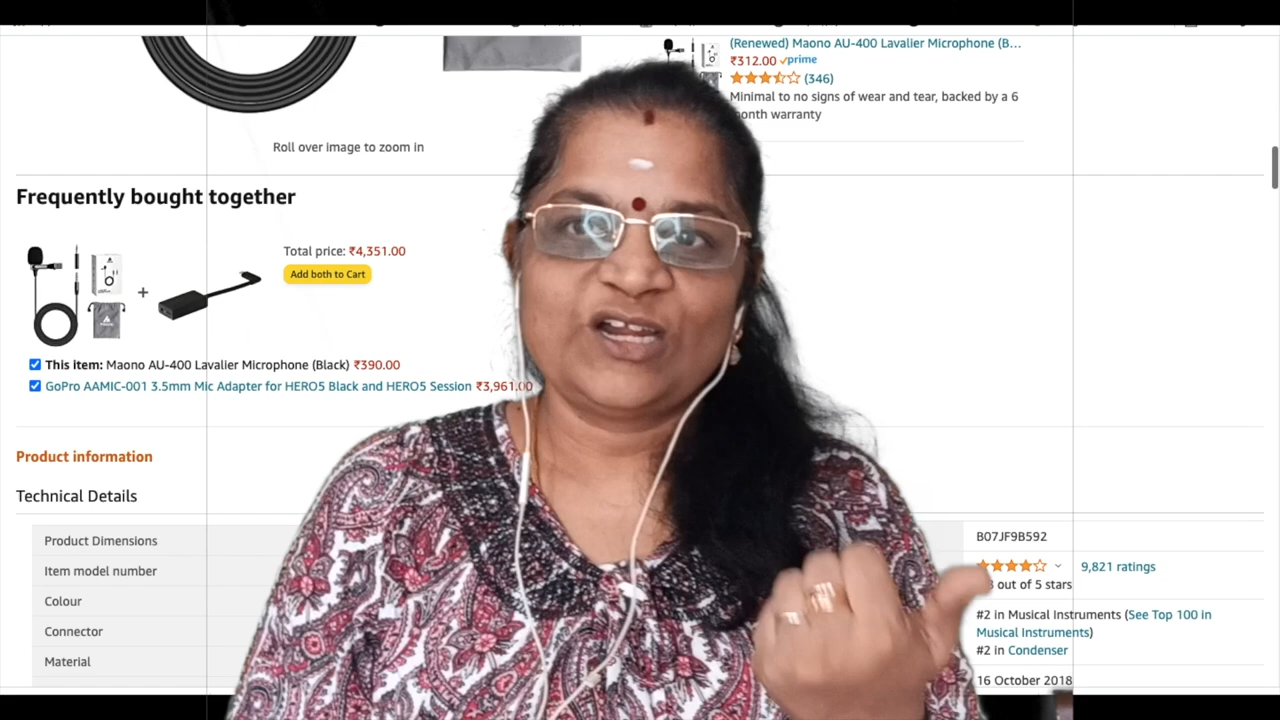 (Renewed) Maono AU-400 Lavalier Microphone (B...
₹312.00 prime
(346)
Minimal to no signs of wear and tear, backed by a 6
month warranty
Roll over image to zoom in
Frequently bought together
Total price: ₹4,351.00
Add both to Cart
+
This item: Maono AU-400 Lavalier Microphone (Black) ₹390.00
GoPro AAMIC-001 3.5mm Mic Adapter for HERO5 Black and HERO5 Session ₹3,961.00
Product information
Technical Details
Product Dimensions
Item model number
Colour
Connector
Material
B07JF9B592
9,821 ratings
out of 5 stars
#2 in Musical Instruments (See Top 100 in
Musical Instruments)
#2 in Condenser
16 October 2018